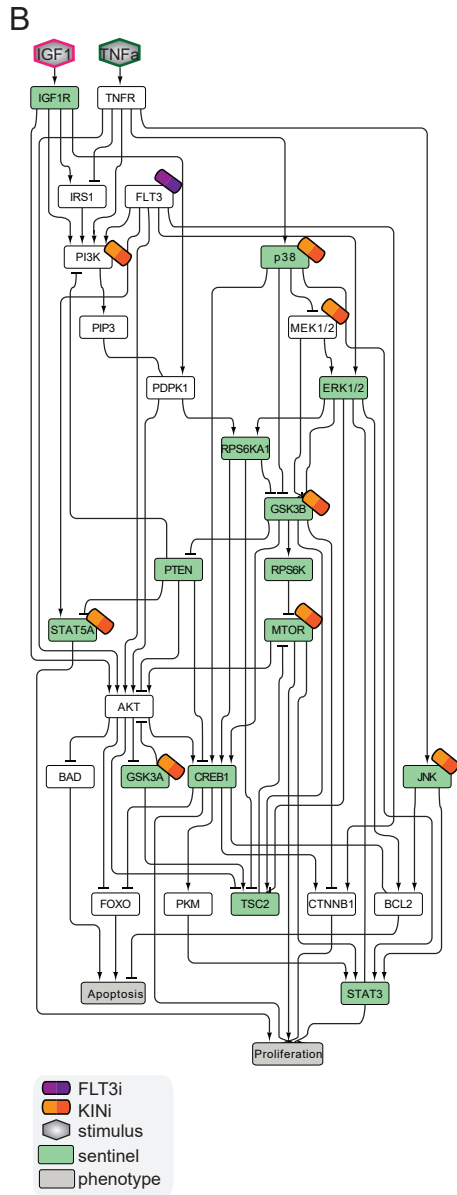 B
IGF1 TNFa
IGF1R TNFR
IRS1 FLT3
PI3K p38
PIP3 MEK1/2
PDPK1 ERK1/2
RPS6KA1
GSK3B
PTEN RPS6K
STAT5A MTOR
AKT
BAD GSK3A CREB1 JNK
FOXO PKM TSC2 CTNNB1 BCL2
Apoptosis STAT3
Proliferation
FLT3i
KINi
stimulus
sentinel
phenotype